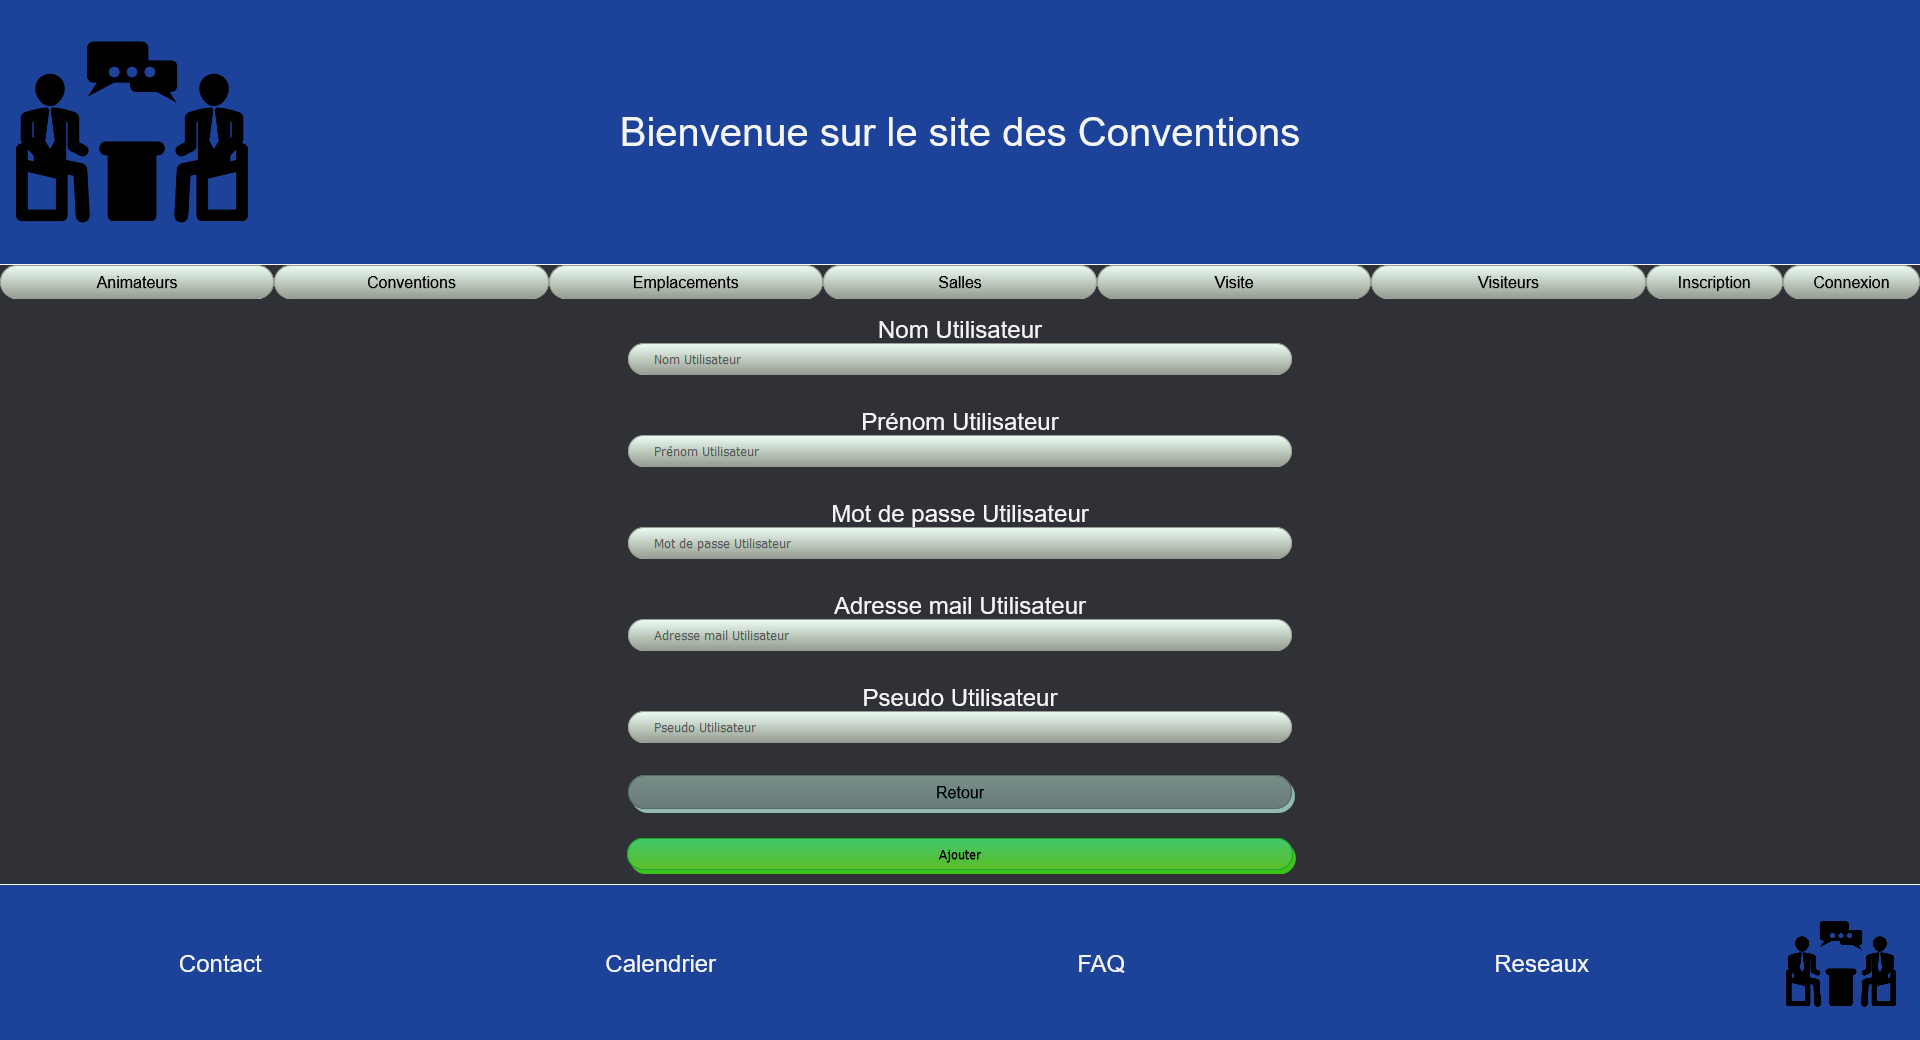 Bienvenue sur le site des Conventions
Animateurs
Conventions
Emplacements
Salles
Visite
Visiteurs
Inscription
Connexion
Nom Utilisateur
Nom Utilisateur
Prénom Utilisateur
Prénom Utilisateur
Mot de passe Utilisateur
Mot de passe Utilisateur
Adresse mail Utilisateur
Adresse mail Utilisateur
Pseudo Utilisateur
Pseudo Utilisateur
Retour
Ajouter
Contact
Calendrier
FAQ
Reseaux